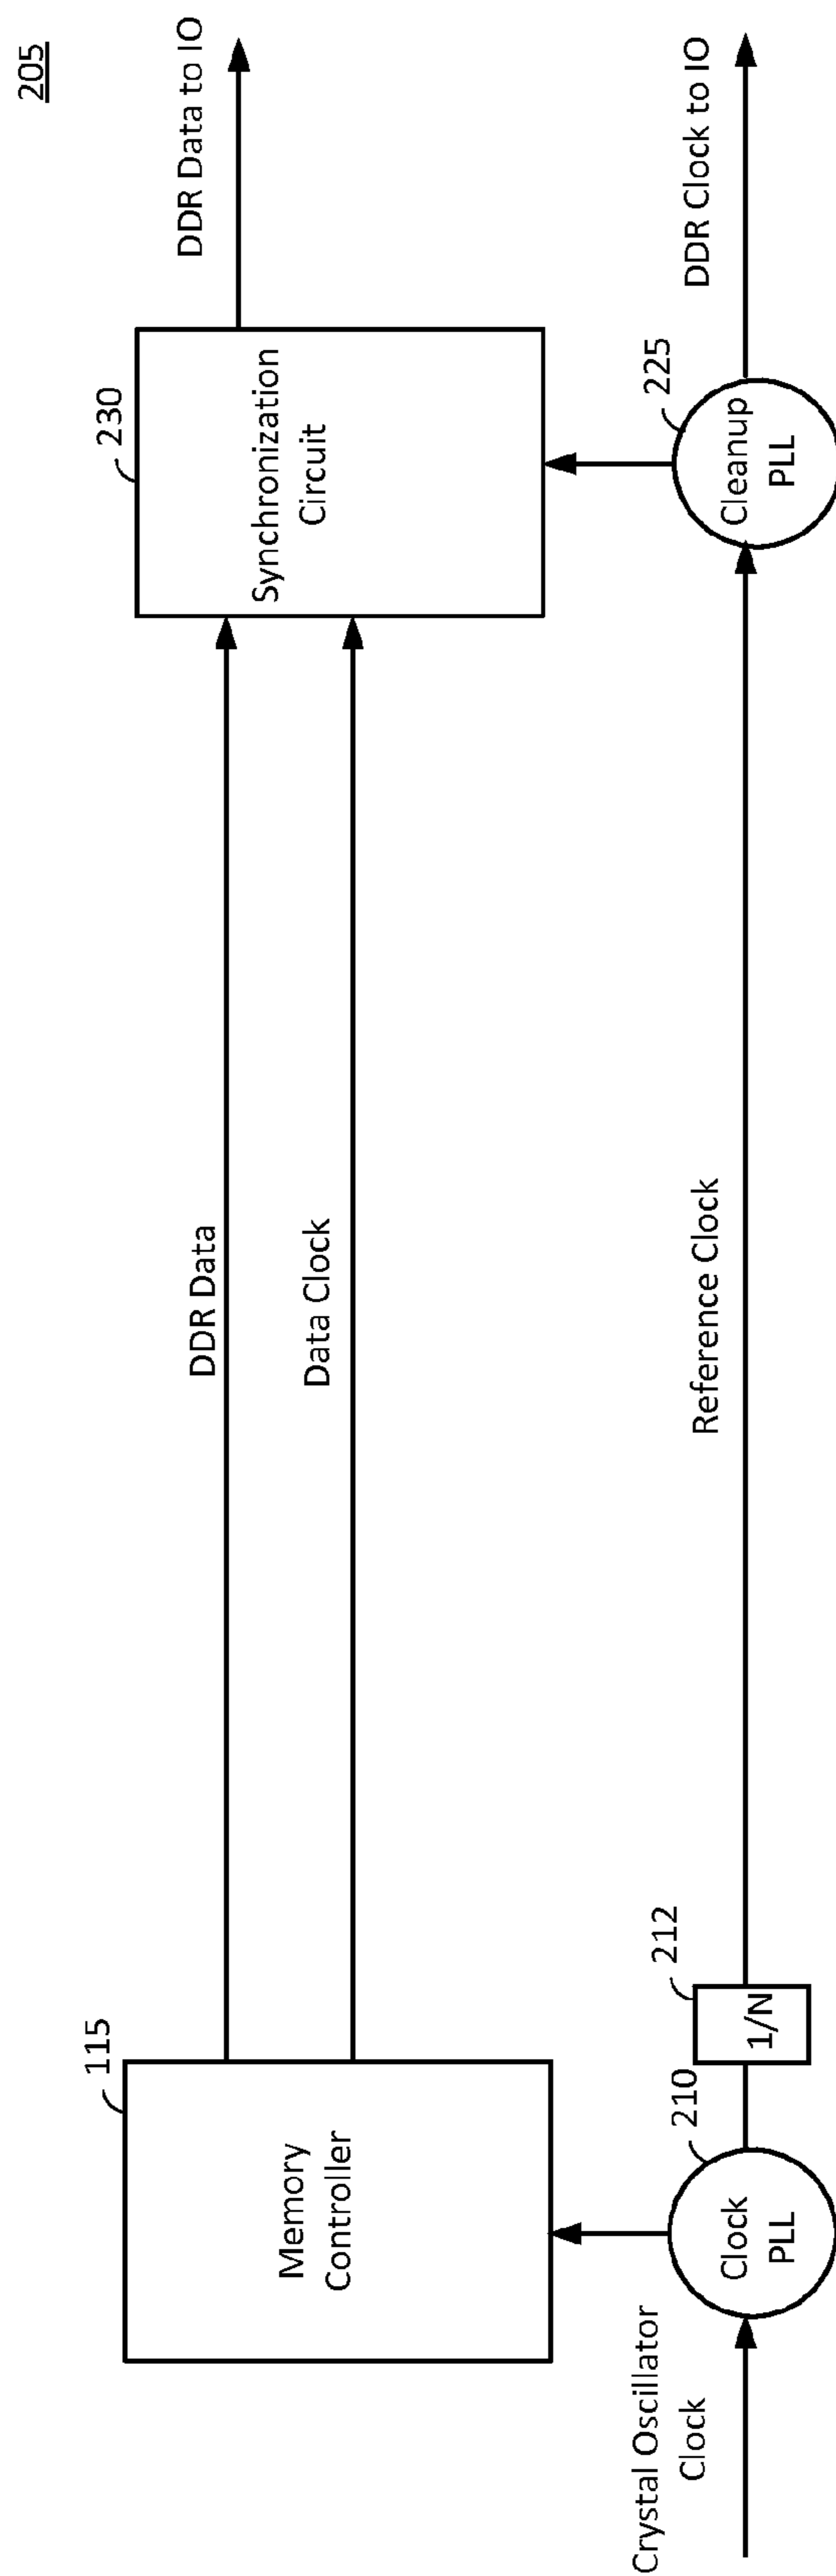 205
DDR Data to IO
230
Synchronization
Circuit
DDR Data
Data Clock
115
Memory
Controller
DDR Clock to IO
225
Cleanup
PLL
Reference Clock
212
1/N
210
Clock
PLL
Crystal Oscillator
Clock